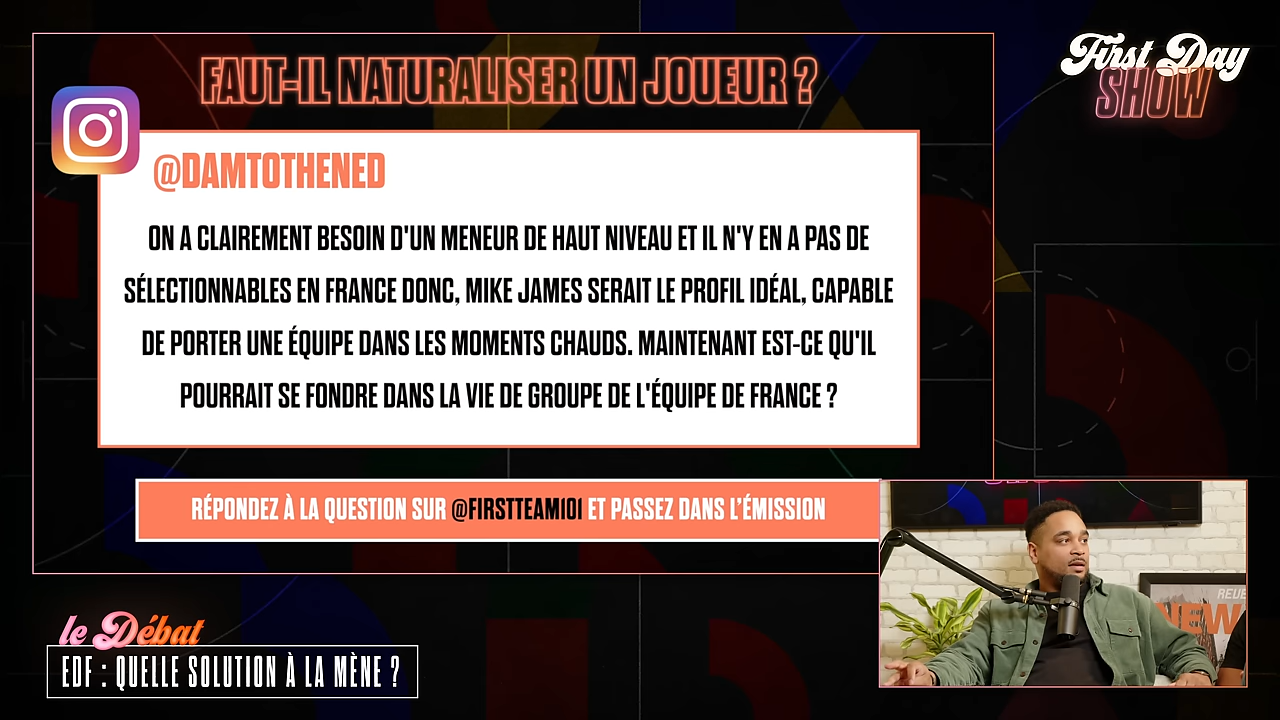 First Day
SHOW
FAUT-IL NATURALISER UN JOUEUR ?
@DAMTOTHENED
ON A CLAIREMENT BESOIN D'UN MENEUR DE HAUT NIVEAU ET IL N'Y EN A PAS DE
SÉLECTIONNABLES EN FRANCE DONC, MIKE JAMES SERAIT LE PROFIL IDÉAL, CAPABLE
DE PORTER UNE ÉQUIPE DANS LES MOMENTS CHAUDS. MAINTENANT EST-CE QU'IL
POURRAIT SE FONDRE DANS LA VIE DE GROUPE DE L'ÉQUIPE DE FRANCE ?
RÉPONDEZ À LA QUESTION SUR @FIRSTTEAM101 ET PASSEZ DANS L'ÉMISSION
le Débat
EDF : QUELLE SOLUTION À LA MÈNE ?
NEW